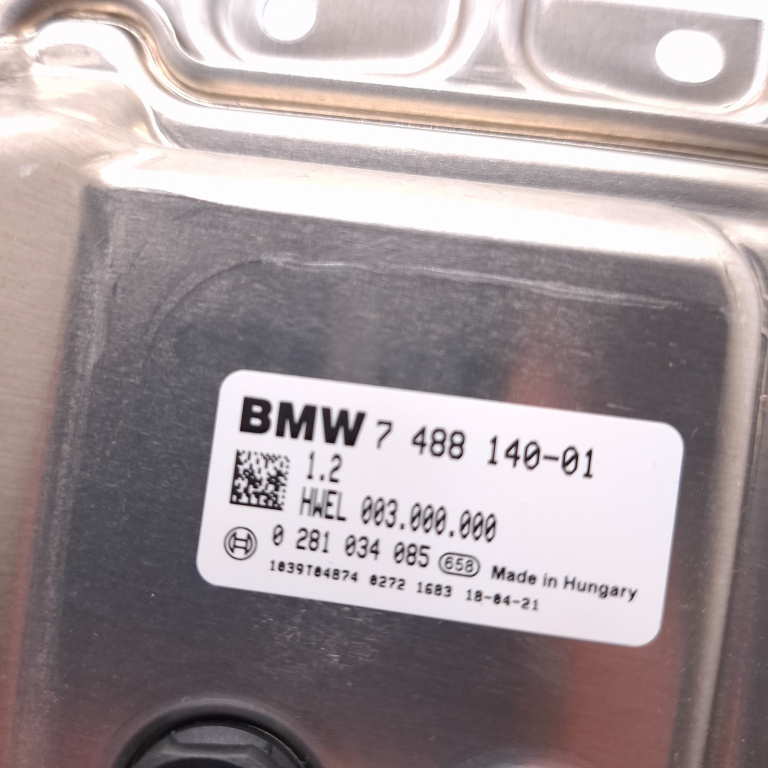 BMW 7 488 140-01
1.2
HWEL 003.000.000
0 281 034 085 658 Made in Hungary
1039T04874 0272 1683 18-04-21